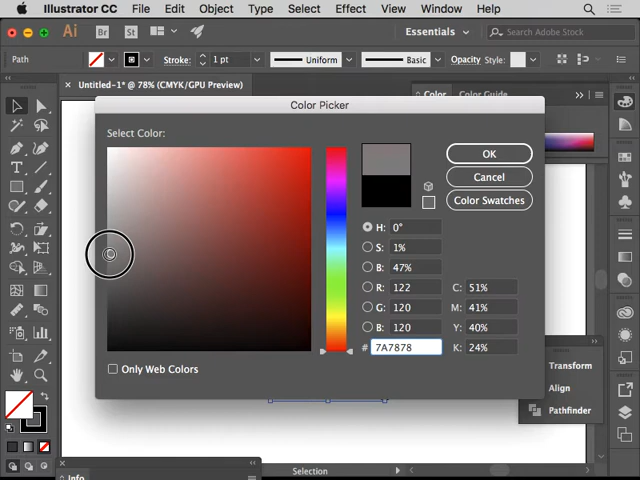 Illustrator CC File Edit Object Type Select Effect View Window Help
Ai Br St Essentials Search Adobe Stock
Path Stroke: 1 pt Uniform Basic Opacity Style:
× Untitled-1* @ 78% (CMYK/GPU Preview)
Color Color Guide
Color Picker
Select Color:
OK
Cancel
Color Swatches
H: 0°
S: 1%
B: 47%
R: 122 C: 51%
G: 120 M: 41%
B: 120 Y: 40%
# 7A7878 K: 24%
Only Web Colors
Transform
Align
Pathfinder
Selection
Info